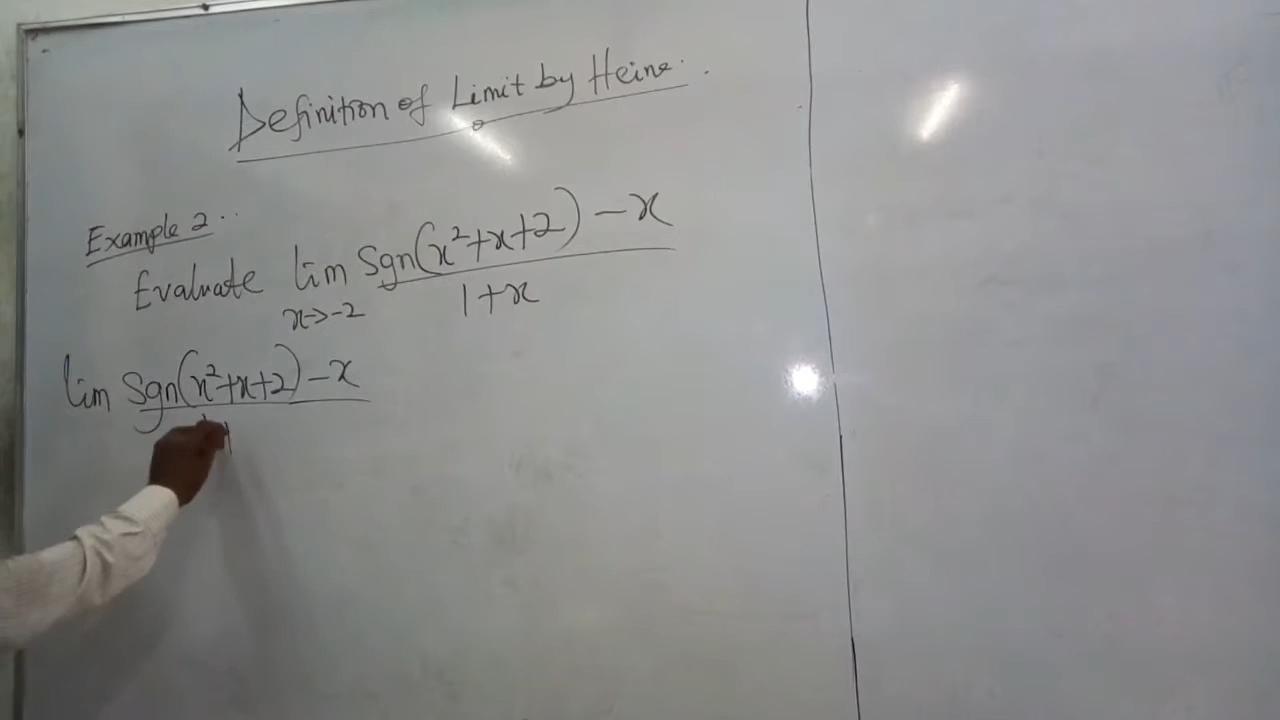 Definition of Limit by Heine..
Example 2..
Evaluate lim Sgn(x²+x+2) -x
x->-2 1+x
lim Sgn(x²+x+2) -x